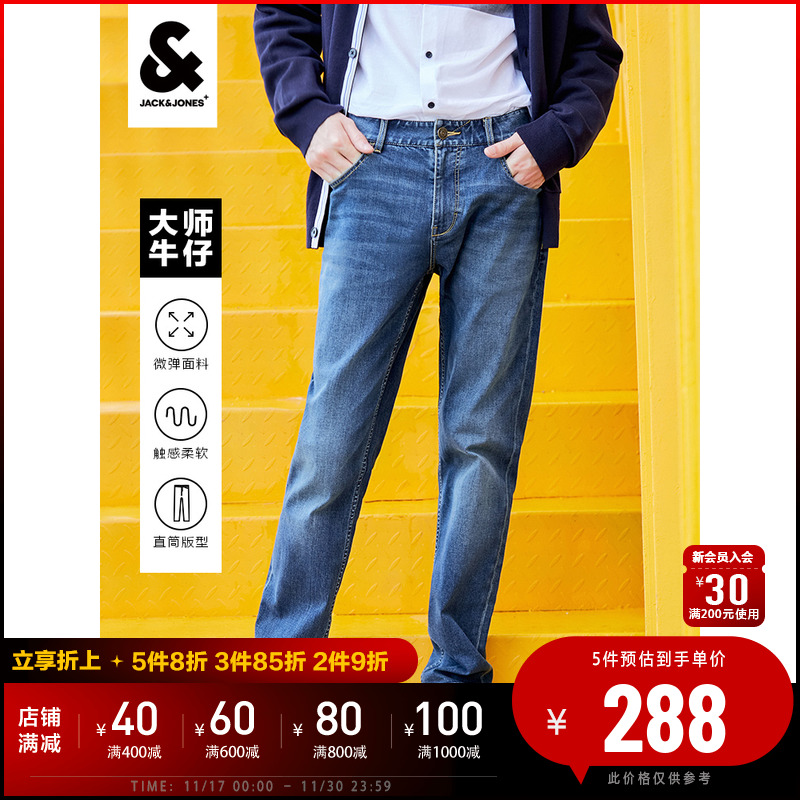 &
JACK&JONES
大师
牛仔
微弹面料
触感柔软
直筒版型
新会员入会
¥30
满200元使用
立享折上 + 5件8折 3件85折 2件9折
5件预估到手单价
¥ 288
此价格仅供参考
店铺
满减
¥40
满400减
¥60
满600减
¥80
满800减
¥100
满1000减
TIME: 11/17 00:00 - 11/30 23:59